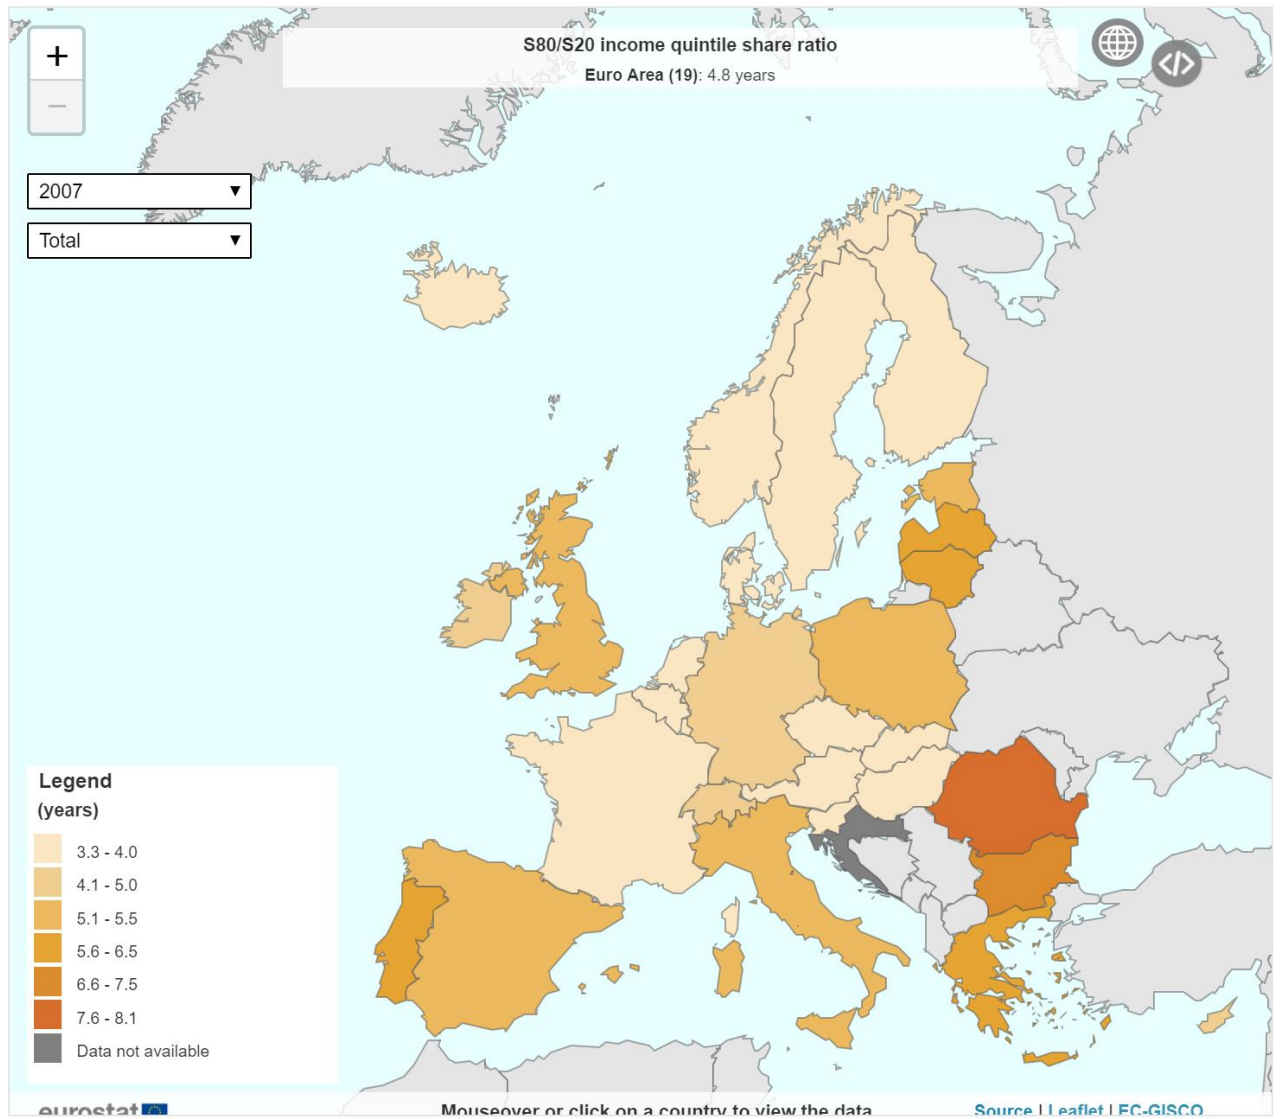 S80/S20 income quintile share ratio
Euro Area (19): 4.8 years
+
−
2007
Total
Legend
(years)
3.3 - 4.0
4.1 - 5.0
5.1 - 5.5
5.6 - 6.5
6.6 - 7.5
7.6 - 8.1
Data not available
eurostat
Mouseover or click on a country to view the data
Source | Leaflet | EC-GISCO